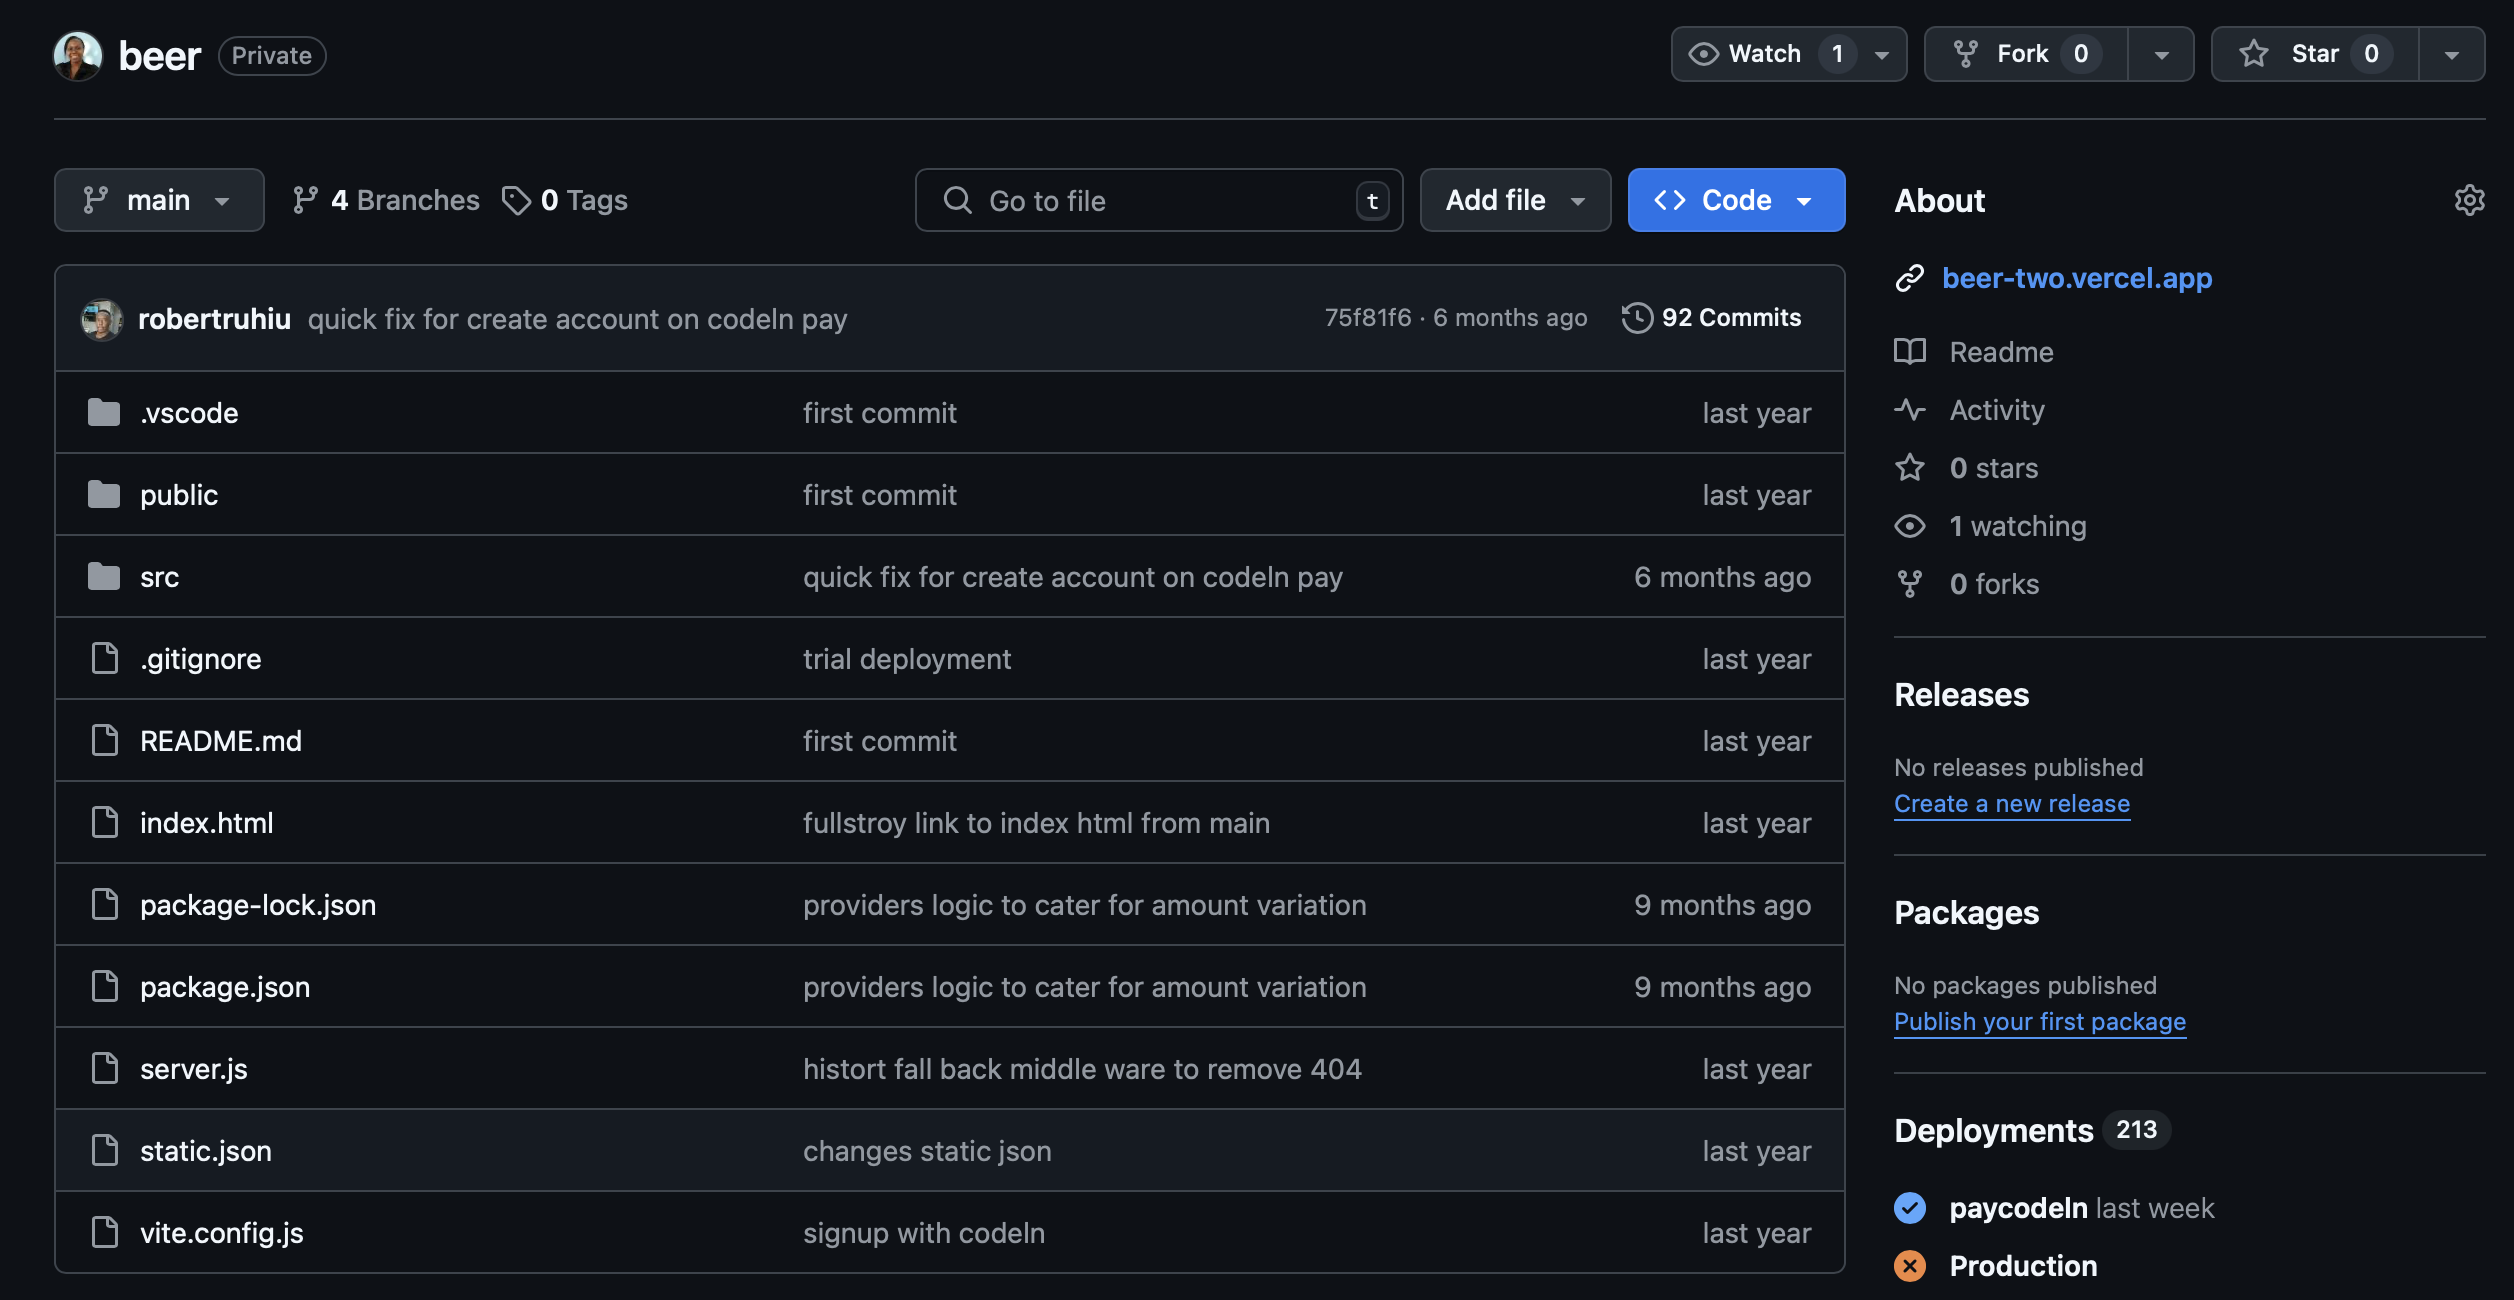 beer Private
Watch 1
Fork 0
Star 0
main
4 Branches
0 Tags
Go to file t
Add file
Code
robertruhiu quick fix for create account on codeln pay 75f81f6 · 6 months ago 92 Commits
.vscode first commit last year
public first commit last year
src quick fix for create account on codeln pay 6 months ago
.gitignore trial deployment last year
README.md first commit last year
index.html fullstroy link to index html from main last year
package-lock.json providers logic to cater for amount variation 9 months ago
package.json providers logic to cater for amount variation 9 months ago
server.js histort fall back middle ware to remove 404 last year
static.json changes static json last year
vite.config.js signup with codeln last year
About
beer-two.vercel.app
Readme
Activity
0 stars
1 watching
0 forks
Releases
No releases published
Create a new release
Packages
No packages published
Publish your first package
Deployments 213
paycodeln last week
Production